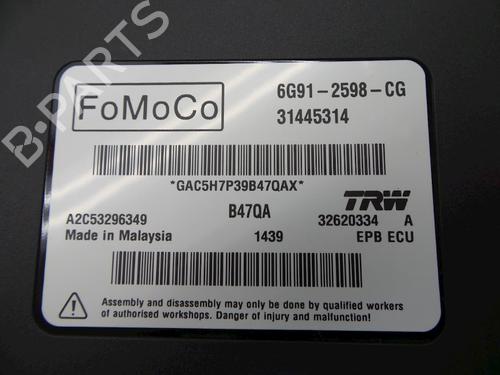 FoMoCo
6G91-2598-CG
31445314
*GAC5H7P39B47QAX*
A2C53296349
B47QA
TRW
32620334 A
Made in Malaysia
1439
EPB ECU
Assembly and disassembly may only be done by qualified workers
of authorised workshops. Danger of injury and malfunction!
B-PARTS